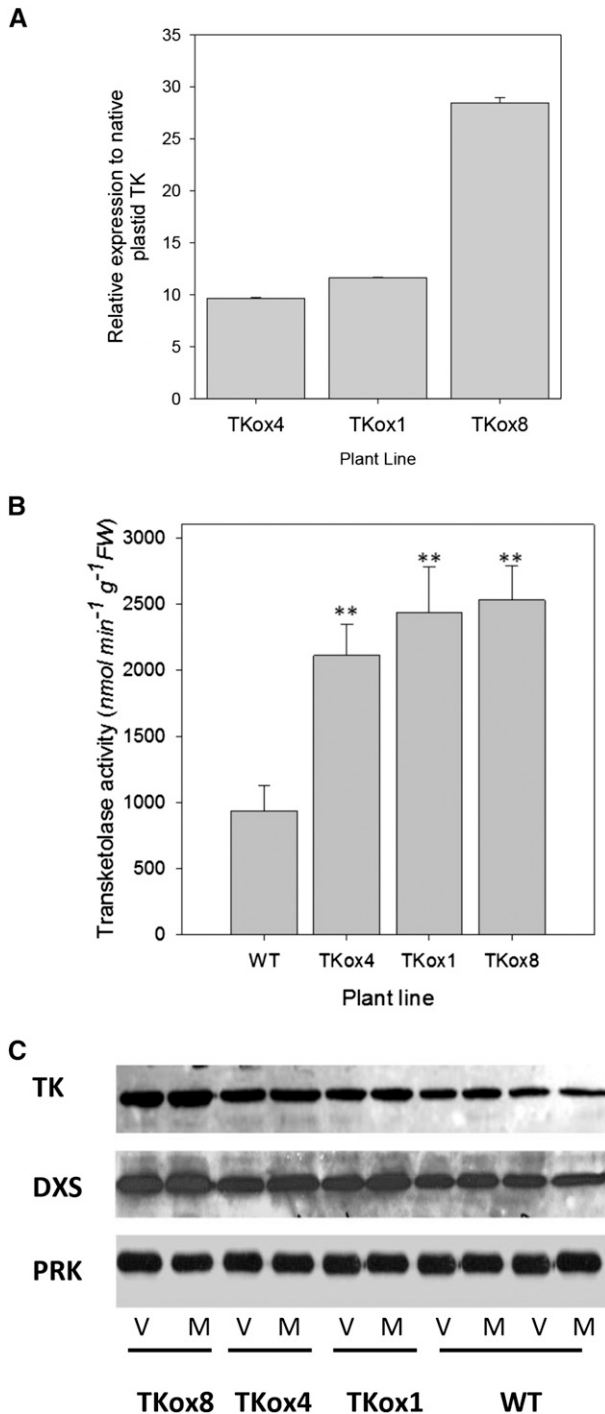 A
Relative expression to native
plastid TK
35
30
25
20
15
10
5
0
TKox4 TKox1 TKox8
Plant Line
B
Transketolase activity (nmol min⁻¹ g⁻¹FW)
3000
2500
2000
1500
1000
500
0
** ** **
WT TKox4 TKox1 TKox8
Plant line
C
TK
DXS
PRK
V M V M V M V M V M
TKox8 TKox4 TKox1 WT